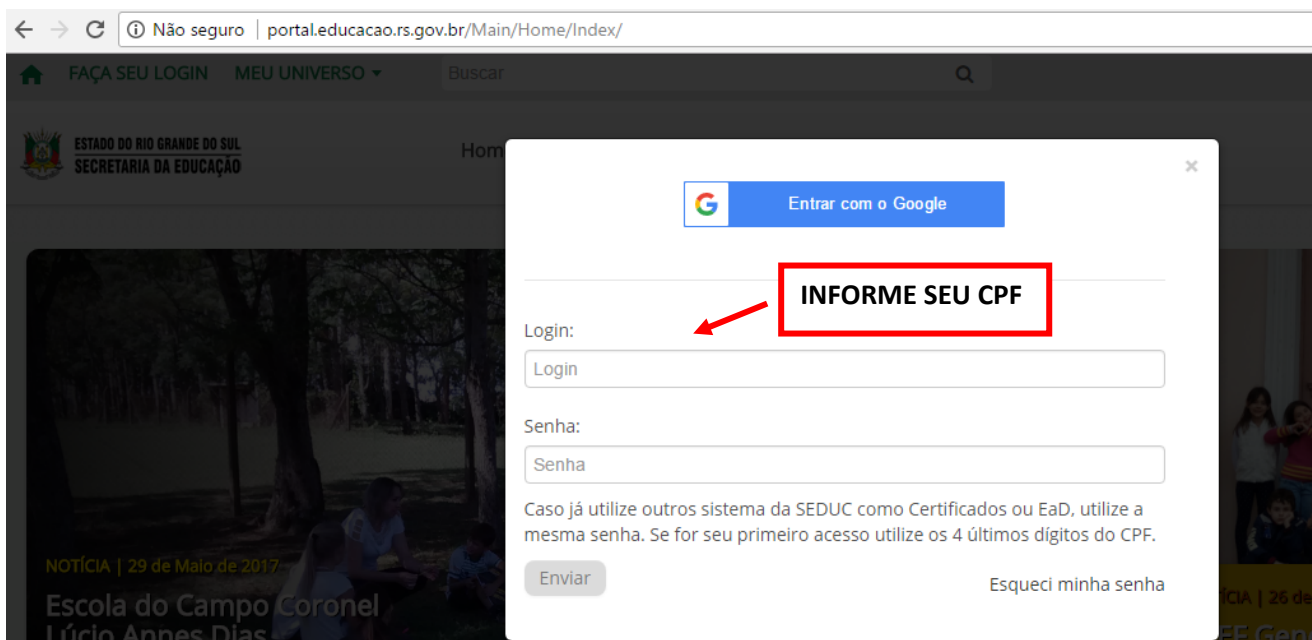 Não seguro | portal.educacao.rs.gov.br/Main/Home/Index/
FAÇA SEU LOGIN MEU UNIVERSO Buscar
ESTADO DO RIO GRANDE DO SUL
SECRETARIA DA EDUCAÇÃO
Hom
×
G Entrar com o Google
INFORME SEU CPF
Login:
Login
Senha:
Senha
Caso já utilize outros sistema da SEDUC como Certificados ou EaD, utilize a
mesma senha. Se for seu primeiro acesso utilize os 4 últimos dígitos do CPF.
Enviar
Esqueci minha senha
NOTÍCIA | 29 de Maio de 2017
Escola do Campo Coronel
Lúcio Annes Dias
ÍCIA | 26 de